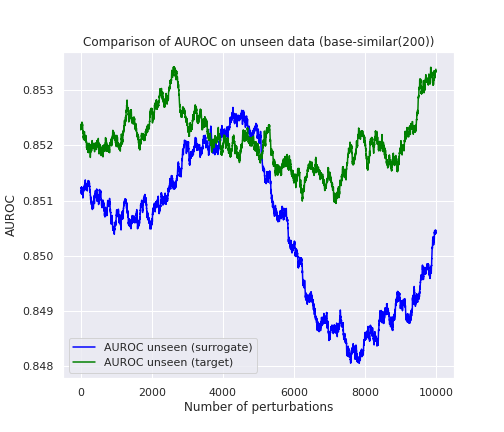 Comparison of AUROC on unseen data (base-similar(200))
0.853
0.852
0.851
0.850
0.849
0.848
AUROC
AUROC unseen (surrogate)
AUROC unseen (target)
0 2000 4000 6000 8000 10000
Number of perturbations